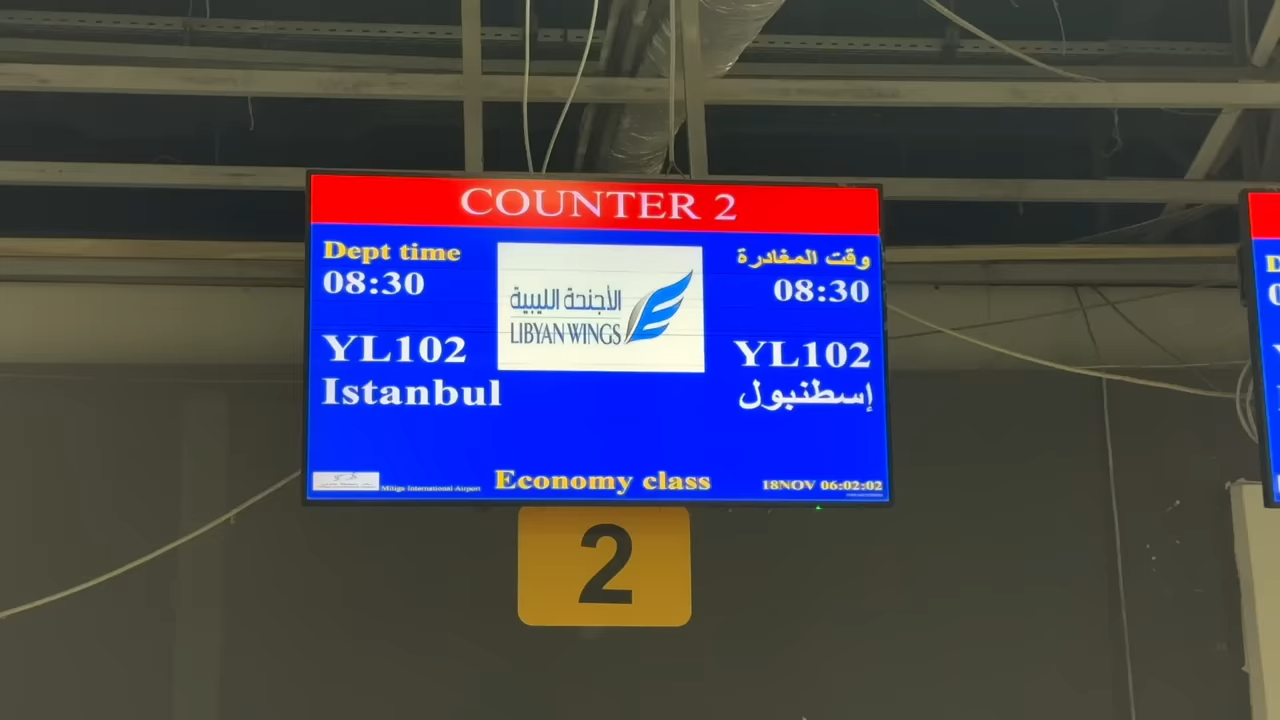 COUNTER 2
Dept time
08:30
YL102
Istanbul
الأجنحة الليبية
LIBYAN WINGS
وقت المغادرة
08:30
YL102
إسطنبول
Mitiga International Airport
Economy class
18NOV 06:02:02
2